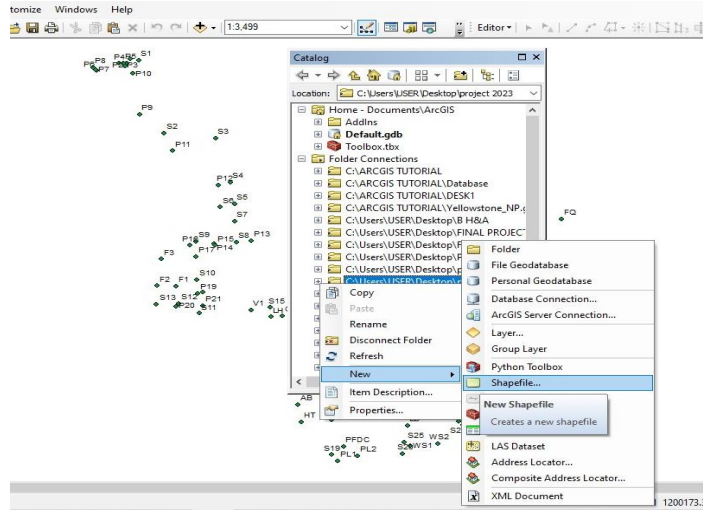 tomize Windows Help
1:3,499
Editor
P4 P5 S1
P8
P7
P10
P9
S2
S3
P11
P12 S4
S6 S5
S7
S9 P15 S8 P13
P17 P14
F3
S10
F2 F1
P19
S13 S12 P21
P20 S11
V1 S15
LH
FQ
Catalog
Location: C:\Users\USER\Desktop\project 2023
Home - Documents\ArcGIS
AddIns
Default.gdb
Toolbox.tbx
Folder Connections
C:\ARCGIS TUTORIAL
C:\ARCGIS TUTORIAL\Database
C:\ARCGIS TUTORIAL\DESK1
C:\ARCGIS TUTORIAL\Yellowstone_NP.
C:\Users\USER\Desktop\B H&A
C:\Users\USER\Desktop\FINAL PROJECT
C:\Users\USER\Desktop\F
C:\Users\USER\Desktop\P
C:\Users\USER\Desktop\p
C:\Users\USER\Desktop\
Copy
Paste
Rename
Disconnect Folder
Refresh
New
Item Description...
Properties...
Folder
File Geodatabase
Personal Geodatabase
Database Connection...
ArcGIS Server Connection...
Layer...
Group Layer
Python Toolbox
Shapefile...
New Shapefile
Creates a new shapefile
LAS Dataset
Address Locator...
Composite Address Locator...
XML Document
AB
HT
PFDC
S19 PL1 PL2
S25 WS2
WS1
1200173.